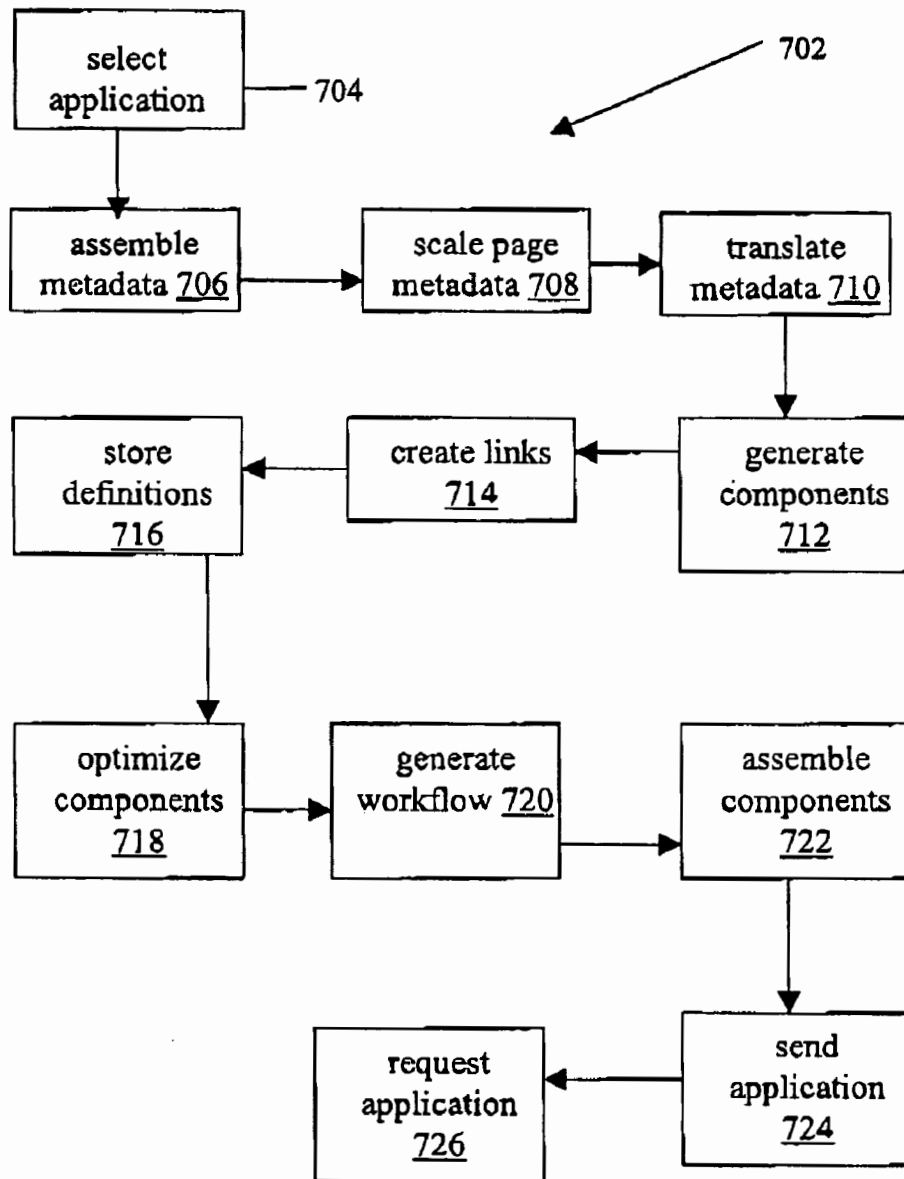 select
application
704
702
assemble
metadata 706
scale page
metadata 708
translate
metadata 710
store
definitions
716
create links
714
generate
components
712
optimize
components
718
generate
workflow 720
assemble
components
722
request
application
726
send
application
724